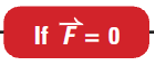 If F⃗ = 0